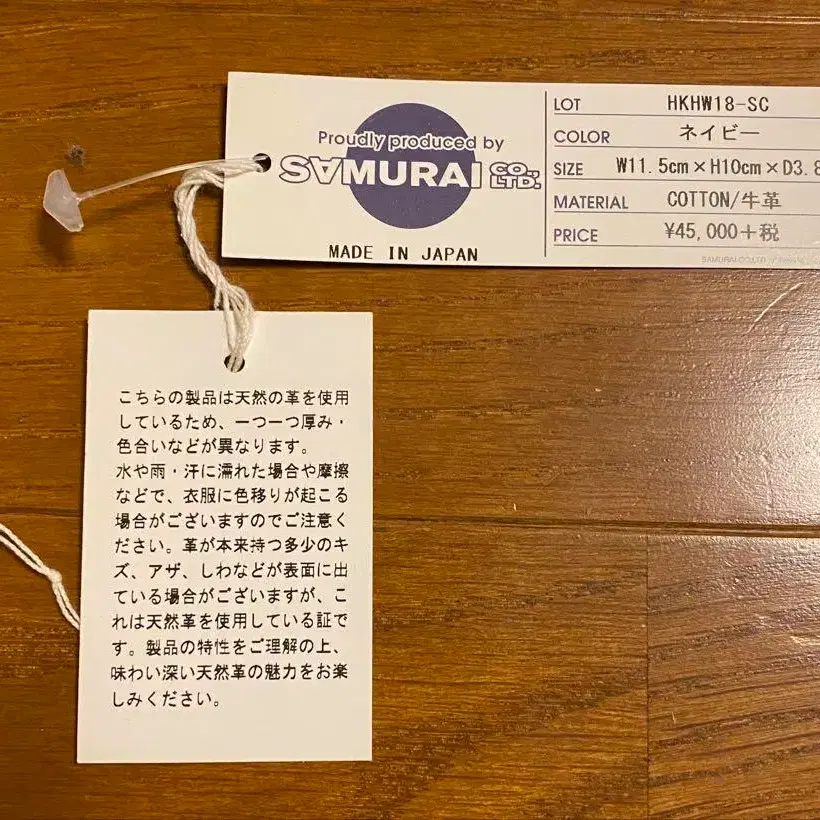 Proudly produced by
SAMURAI CO., LTD.
MADE IN JAPAN
LOT HKHW18-SC
COLOR ネイビー
SIZE W11.5cm×H10cm×D3.8
MATERIAL COTTON/牛革
PRICE ¥45,000+税
SAMURAI CO.,LTD.
こちらの製品は天然の革を使用
しているため、一つ一つ厚み・
色合いなどが異なります。
水や雨・汗に濡れた場合や摩擦
などで、衣服に色移りが起こる
場合がございますのでご注意く
ださい。革が本来持つ多少のキ
ズ、アザ、しわなどが表面に出
ている場合がございますが、こ
れは天然革を使用している証で
す。製品の特性をご理解の上、
味わい深い天然革の魅力をお楽
しみください。